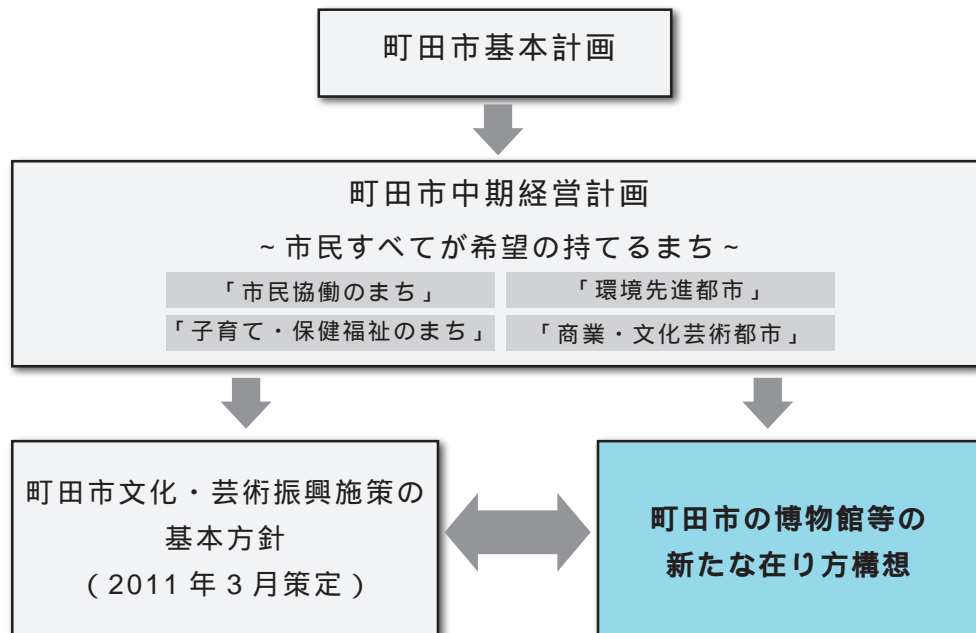 町田市基本計画
町田市中期経営計画
~市民すべてが希望の持てるまち~
「市民協働のまち」
「環境先進都市」
「子育て・保健福祉のまち」
「商業・文化芸術都市」
町田市文化・芸術振興施策の
基本方針
(2011年3月策定)
町田市の博物館等の
新たな在り方構想